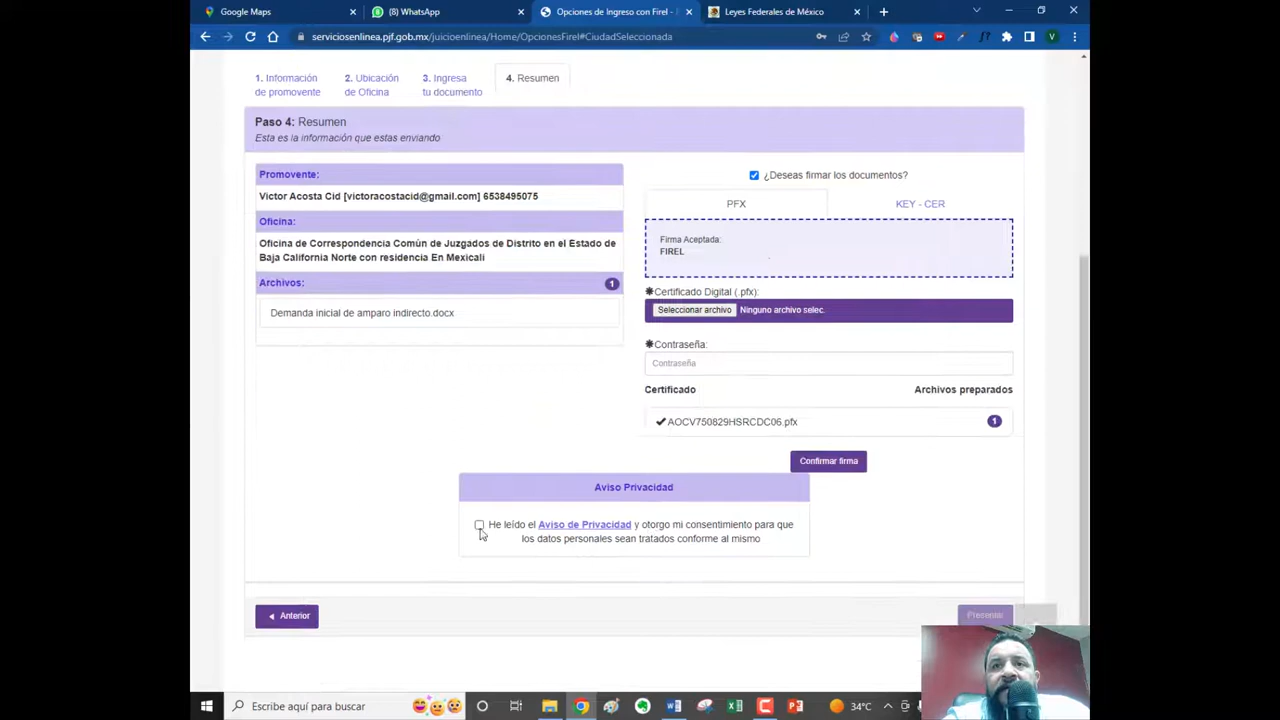 Google Maps
(8) WhatsApp
Opciones de Ingreso con Firel -
Leyes Federales de México
serviciosenlinea.pjf.gob.mx/juicioenlinea/Home/OpcionesFirel#CiudadSeleccionada
V
1. Información de promovente
2. Ubicación de Oficina
3. Ingresa tu documento
4. Resumen
Paso 4: Resumen
Esta es la información que estas enviando
Promovente:
Victor Acosta Cid [victoracostacid@gmail.com] 6538495075
Oficina:
Oficina de Correspondencia Común de Juzgados de Distrito en el Estado de
Baja California Norte con residencia En Mexicali
Archivos: 1
Demanda inicial de amparo indirecto.docx
¿Deseas firmar los documentos?
PFX
KEY - CER
Firma Aceptada:
FIREL
✱Certificado Digital (.pfx):
Seleccionar archivo Ninguno archivo selec.
✱Contraseña:
Contraseña
Certificado Archivos preparados
AOCV750829HSRCDC06.pfx 1
Confirmar firma
Aviso Privacidad
He leído el Aviso de Privacidad y otorgo mi consentimiento para que
los datos personales sean tratados conforme al mismo
Anterior
Presentar
Escribe aquí para buscar
34°C